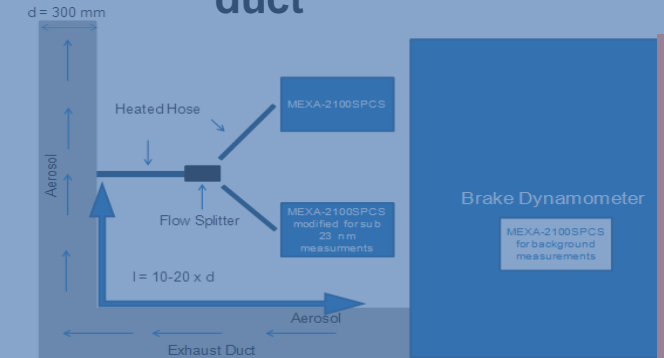 duct
d = 300 mm
MEXA-2100SPCS
Heated Hose
Aerosol
Flow Splitter
MEXA-2100SPCS
modified for sub
23 nm
measurments
Brake Dynamometer
MEXA-2100SPCS
for background
measurements
l = 10-20 x d
Aerosol
Exhaust Duct